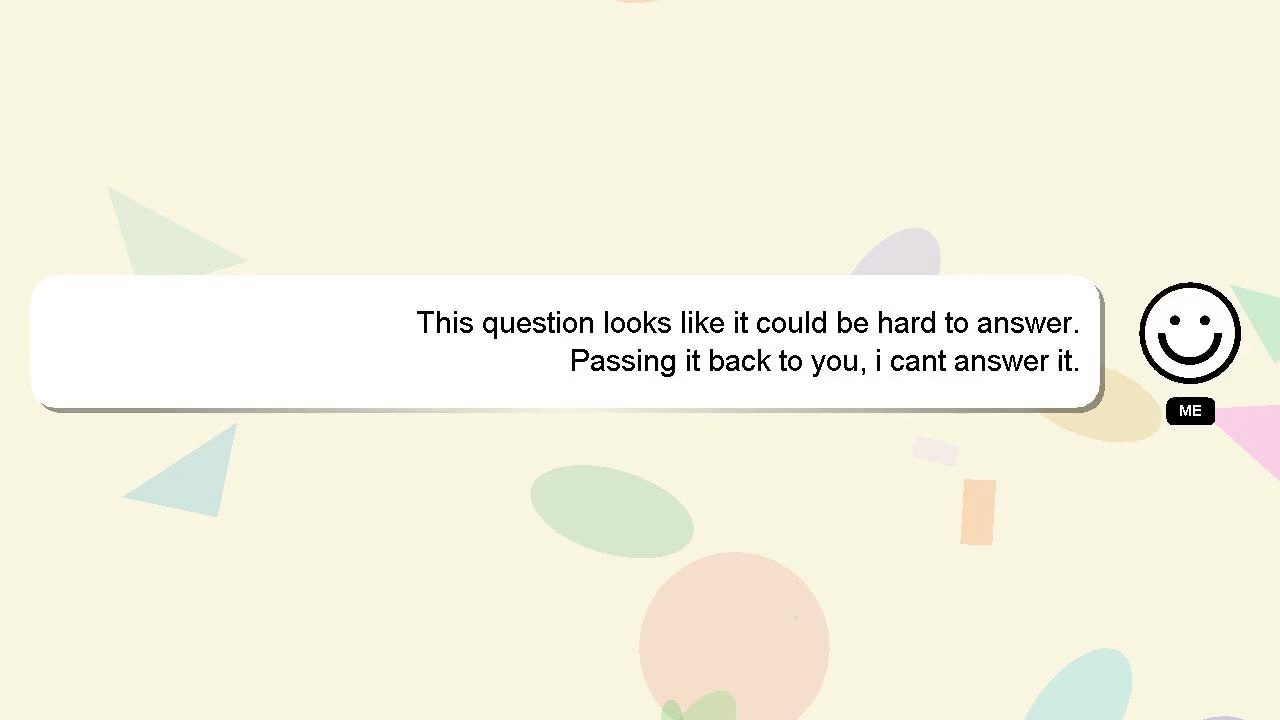 This question looks like it could be hard to answer.
Passing it back to you, i cant answer it.
ME